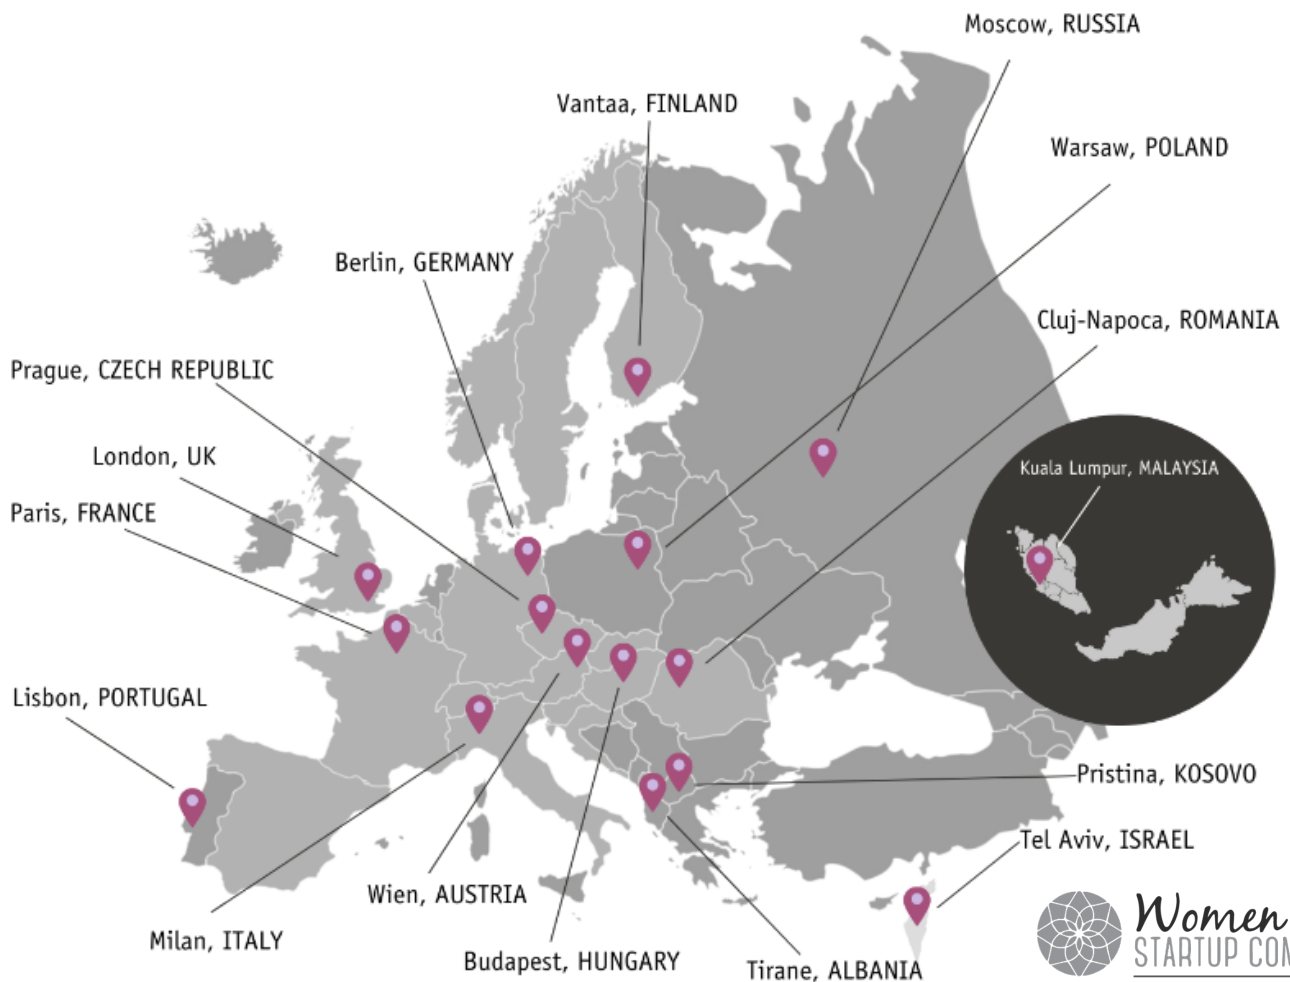 Moscow, RUSSIA
Vantaa, FINLAND
Warsaw, POLAND
Berlin, GERMANY
Cluj-Napoca, ROMANIA
Prague, CZECH REPUBLIC
London, UK
Kuala Lumpur, MALAYSIA
Paris, FRANCE
Lisbon, PORTUGAL
Pristina, KOSOVO
Tel Aviv, ISRAEL
Wien, AUSTRIA
Milan, ITALY
Budapest, HUNGARY
Tirane, ALBANIA
Women
STARTUP COM